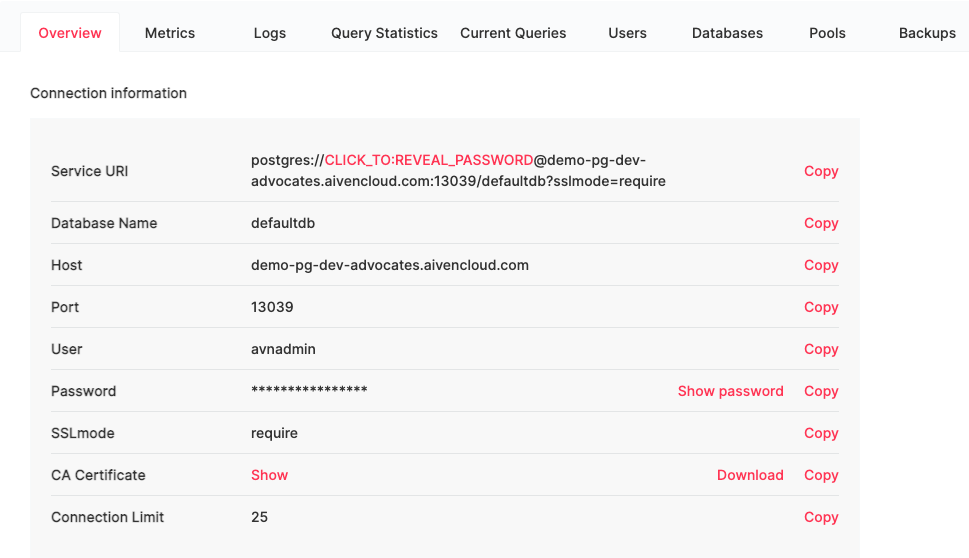 Overview Metrics Logs Query Statistics Current Queries Users Databases Pools Backups
Connection information
Service URI postgres://CLICK_TO:REVEAL_PASSWORD@demo-pg-dev-
advocates.aivencloud.com:13039/defaultdb?sslmode=require Copy
Database Name defaultdb Copy
Host demo-pg-dev-advocates.aivencloud.com Copy
Port 13039 Copy
User avnadmin Copy
Password **************** Show password Copy
SSLmode require Copy
CA Certificate Show Download Copy
Connection Limit 25 Copy